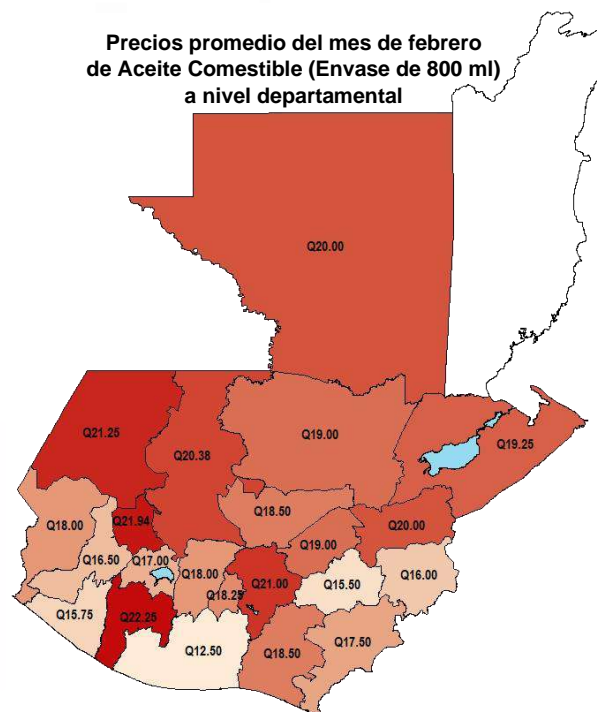 Precios promedio del mes de febrero
de Aceite Comestible (Envase de 800 ml)
a nivel departamental
Q20.00
Q21.25
Q20.38
Q19.00
Q19.25
Q18.50
Q18.00
Q21.94
Q20.00
Q19.00
Q16.50
Q17.00
Q18.00
Q21.00
Q15.50
Q16.00
Q18.25
Q15.75
Q22.25
Q12.50
Q18.50
Q17.50